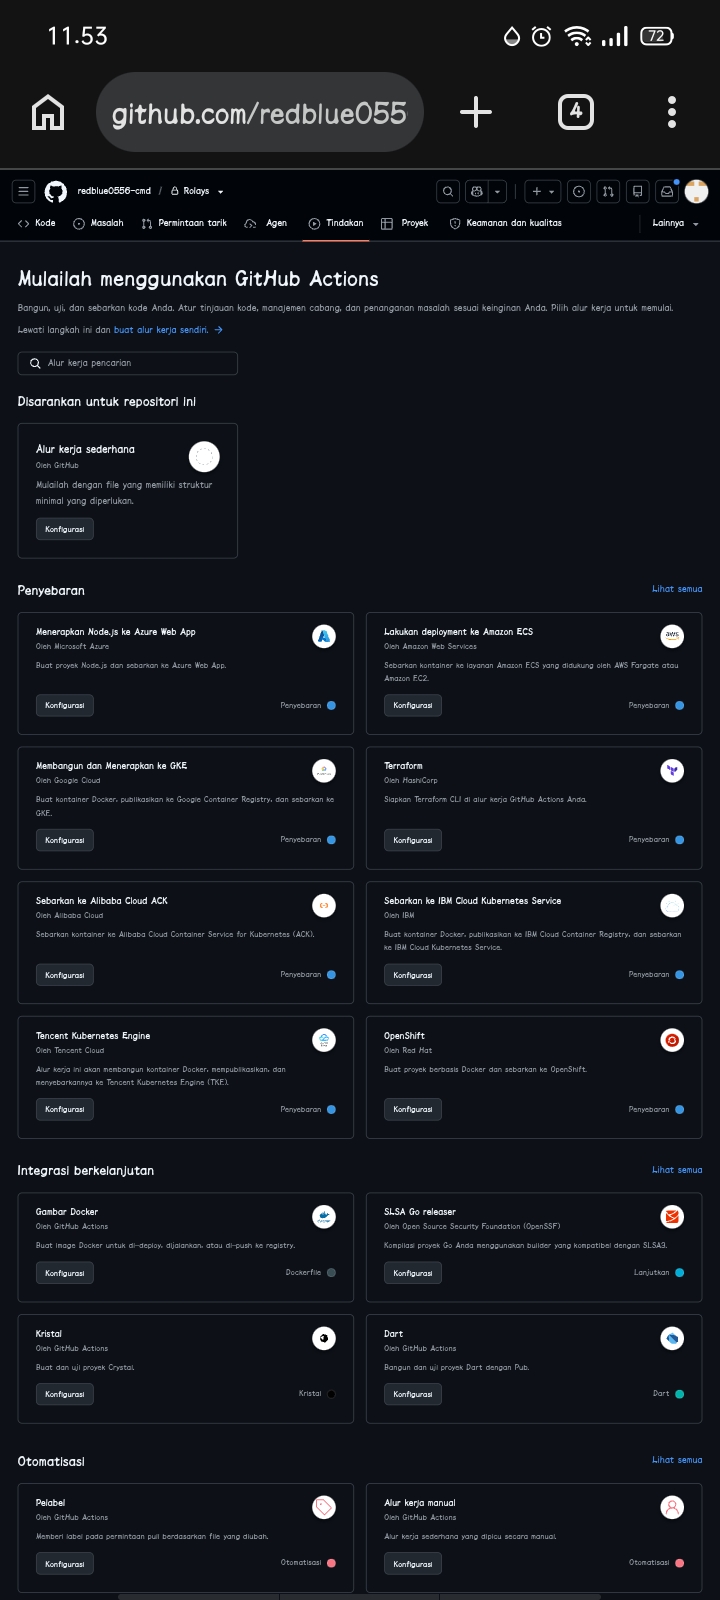 11.53
72
github.com/redblue055
4
redblue0556-cmd / Rolays
Kode Masalah Permintaan tarik Agen Tindakan Proyek Keamanan dan kualitas Lainnya
Mulailah menggunakan GitHub Actions
Bangun, uji, dan sebarkan kode Anda. Atur tinjauan kode, manajemen cabang, dan penanganan masalah sesuai keinginan Anda. Pilih alur kerja untuk memulai.
Lewati langkah ini dan buat alur kerja sendiri. →
Alur kerja pencarian
Disarankan untuk repositori ini
Alur kerja sederhana
Oleh GitHub
Mulailah dengan file yang memiliki struktur
minimal yang diperlukan.
Konfigurasi
Penyebaran Lihat semua
Menerapkan Node.js ke Azure Web App
Oleh Microsoft Azure
Buat proyek Node.js dan sebarkan ke Azure Web App.
Konfigurasi Penyebaran
Lakukan deployment ke Amazon ECS
aws
Oleh Amazon Web Services
Sebarkan kontainer ke layanan Amazon ECS yang didukung oleh AWS Fargate atau
Amazon EC2.
Konfigurasi Penyebaran
Membangun dan Menerapkan ke GKE
Oleh Google Cloud
Buat kontainer Docker, publikasikan ke Google Container Registry, dan sebarkan ke
GKE.
Konfigurasi Penyebaran
Terraform
Oleh HashiCorp
Siapkan Terraform CLI di alur kerja GitHub Actions Anda.
Konfigurasi Penyebaran
Sebarkan ke Alibaba Cloud ACK
Oleh Alibaba Cloud
Sebarkan kontainer ke Alibaba Cloud Container Service for Kubernetes (ACK).
Konfigurasi Penyebaran
Sebarkan ke IBM Cloud Kubernetes Service
Oleh IBM
Buat kontainer Docker, publikasikan ke IBM Cloud Container Registry, dan sebarkan
ke IBM Cloud Kubernetes Service.
Konfigurasi Penyebaran
Tencent Kubernetes Engine
Oleh Tencent Cloud
Alur kerja ini akan membangun kontainer Docker, mempublikasikan, dan
menyebarkannya ke Tencent Kubernetes Engine (TKE).
Konfigurasi Penyebaran
OpenShift
Oleh Red Hat
Buat proyek berbasis Docker dan sebarkan ke OpenShift.
Konfigurasi Penyebaran
Integrasi berkelanjutan Lihat semua
Gambar Docker
Oleh GitHub Actions
Buat image Docker untuk di-deploy, dijalankan, atau di-push ke registry.
Konfigurasi Dockerfile
SLSA Go releaser
Oleh Open Source Security Foundation (OpenSSF)
Kompilasi proyek Go Anda menggunakan builder yang kompatibel dengan SLSA3.
Konfigurasi Lanjutkan
Kristal
Oleh GitHub Actions
Buat dan uji proyek Crystal.
Konfigurasi Kristal
Dart
Oleh GitHub Actions
Bangun dan uji proyek Dart dengan Pub.
Konfigurasi Dart
Otomatisasi Lihat semua
Pelabel
Oleh GitHub Actions
Memberi label pada permintaan pull berdasarkan file yang diubah.
Konfigurasi Otomatisasi
Alur kerja manual
Oleh GitHub Actions
Alur kerja sederhana yang dipicu secara manual.
Konfigurasi Otomatisasi